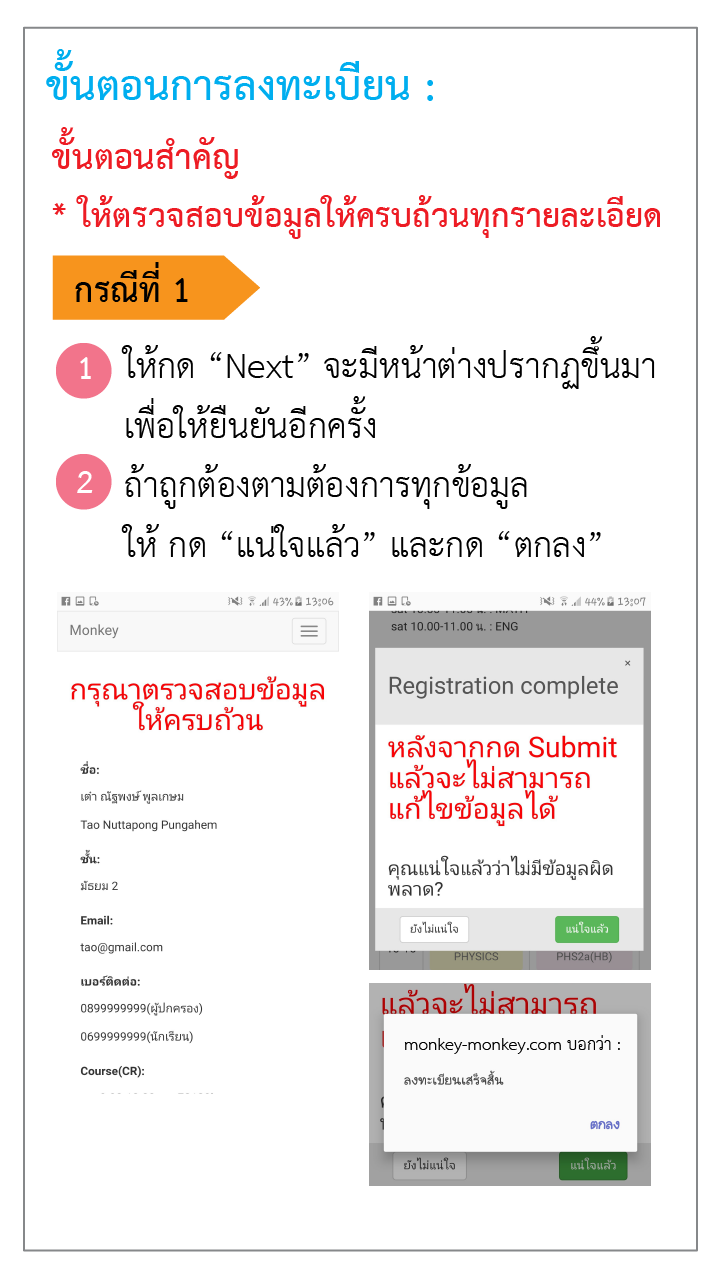 ขั้นตอนการลงทะเบียน :
ขั้นตอนสำคัญ
* ให้ตรวจสอบข้อมูลให้ครบถ้วนทุกรายละเอียด
กรณีที่ 1
1 ให้กด “Next” จะมีหน้าต่างปรากฏขึ้นมา
เพื่อให้ยืนยันอีกครั้ง
2 ถ้าถูกต้องตามต้องการทุกข้อมูล
ให้ กด “แน่ใจแล้ว” และกด “ตกลง”
43% 13:06
Monkey
กรุณาตรวจสอบข้อมูล
ให้ครบถ้วน
ชื่อ:
เต๋า ณัฐพงษ์ พูลเกษม
Tao Nuttapong Pungahem
ชั้น:
มัธยม 2
Email:
tao@gmail.com
เบอร์ติดต่อ:
0899999999(ผู้ปกครอง)
0699999999(นักเรียน)
Course(CR):
44% 13:07
sat 10.00-11.00 น. : ENG
×
Registration complete
หลังจากกด Submit
แล้วจะไม่สามารถ
แก้ไขข้อมูลได้
คุณแน่ใจแล้วว่าไม่มีข้อมูลผิด
พลาด?
ยังไม่แน่ใจ แน่ใจแล้ว
PHYSICS PHS2a(HB)
แล้วจะไม่สามารถ
monkey-monkey.com บอกว่า :
ลงทะเบียนเสร็จสิ้น
ตกลง
ยังไม่แน่ใจ แน่ใจแล้ว